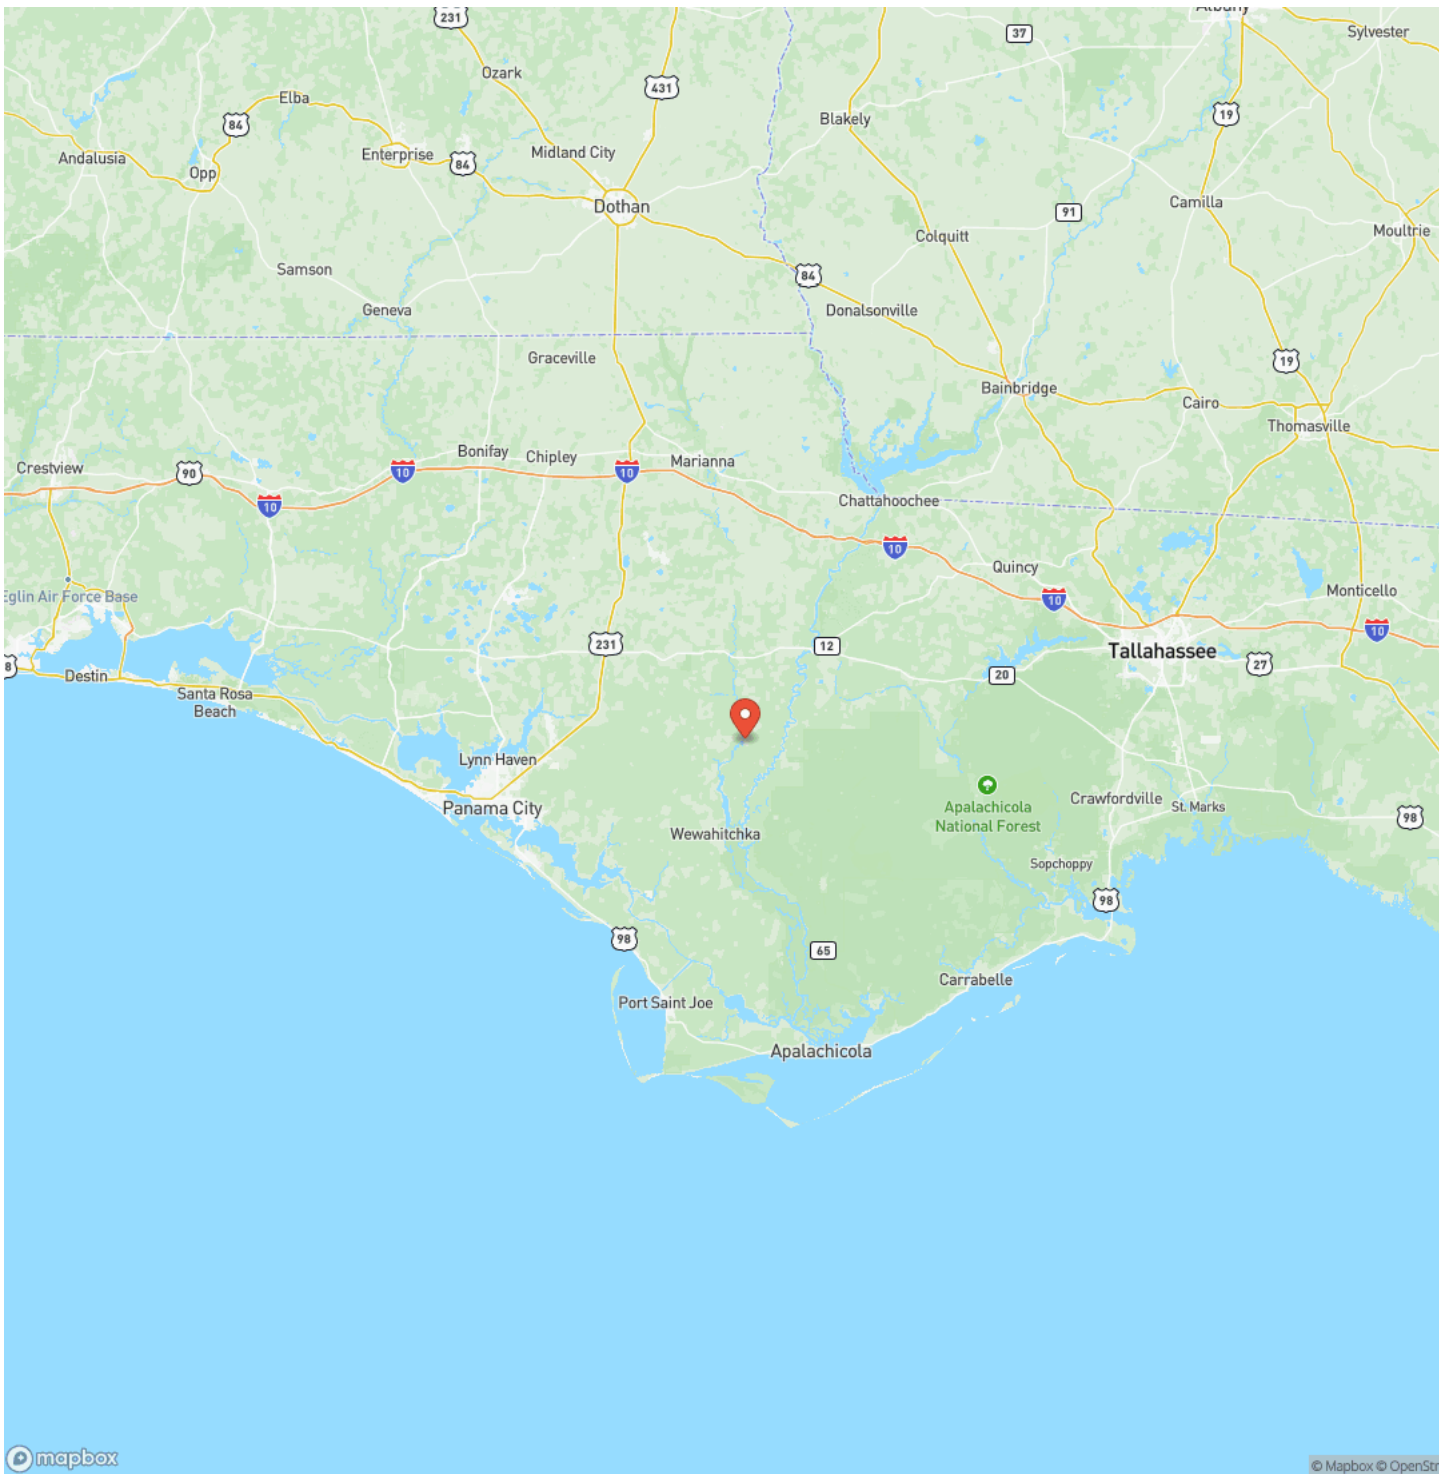 231
Albany
37
Sylvester
Ozark
431
Elba
84
Blakely
19
Andalusia
Enterprise
84
Midland City
Opp
Dothan
91
Camilla
Colquitt
Moultrie
Samson
84
Geneva
Donalsonville
Graceville
19
Bainbridge
Cairo
Thomasville
Crestview
90
10
Bonifay
Chipley
10
Marianna
Chattahoochee
10
10
Quincy
10
Monticello
Eglin Air Force Base
231
12
Tallahassee
10
8
Destin
20
27
Santa Rosa
Beach
Lynn Haven
Panama City
Apalachicola
National Forest
Crawfordville
St. Marks
98
Wewahitchka
Sopchoppy
98
98
65
Carrabelle
Port Saint Joe
Apalachicola
mapbox
© Mapbox © OpenStr